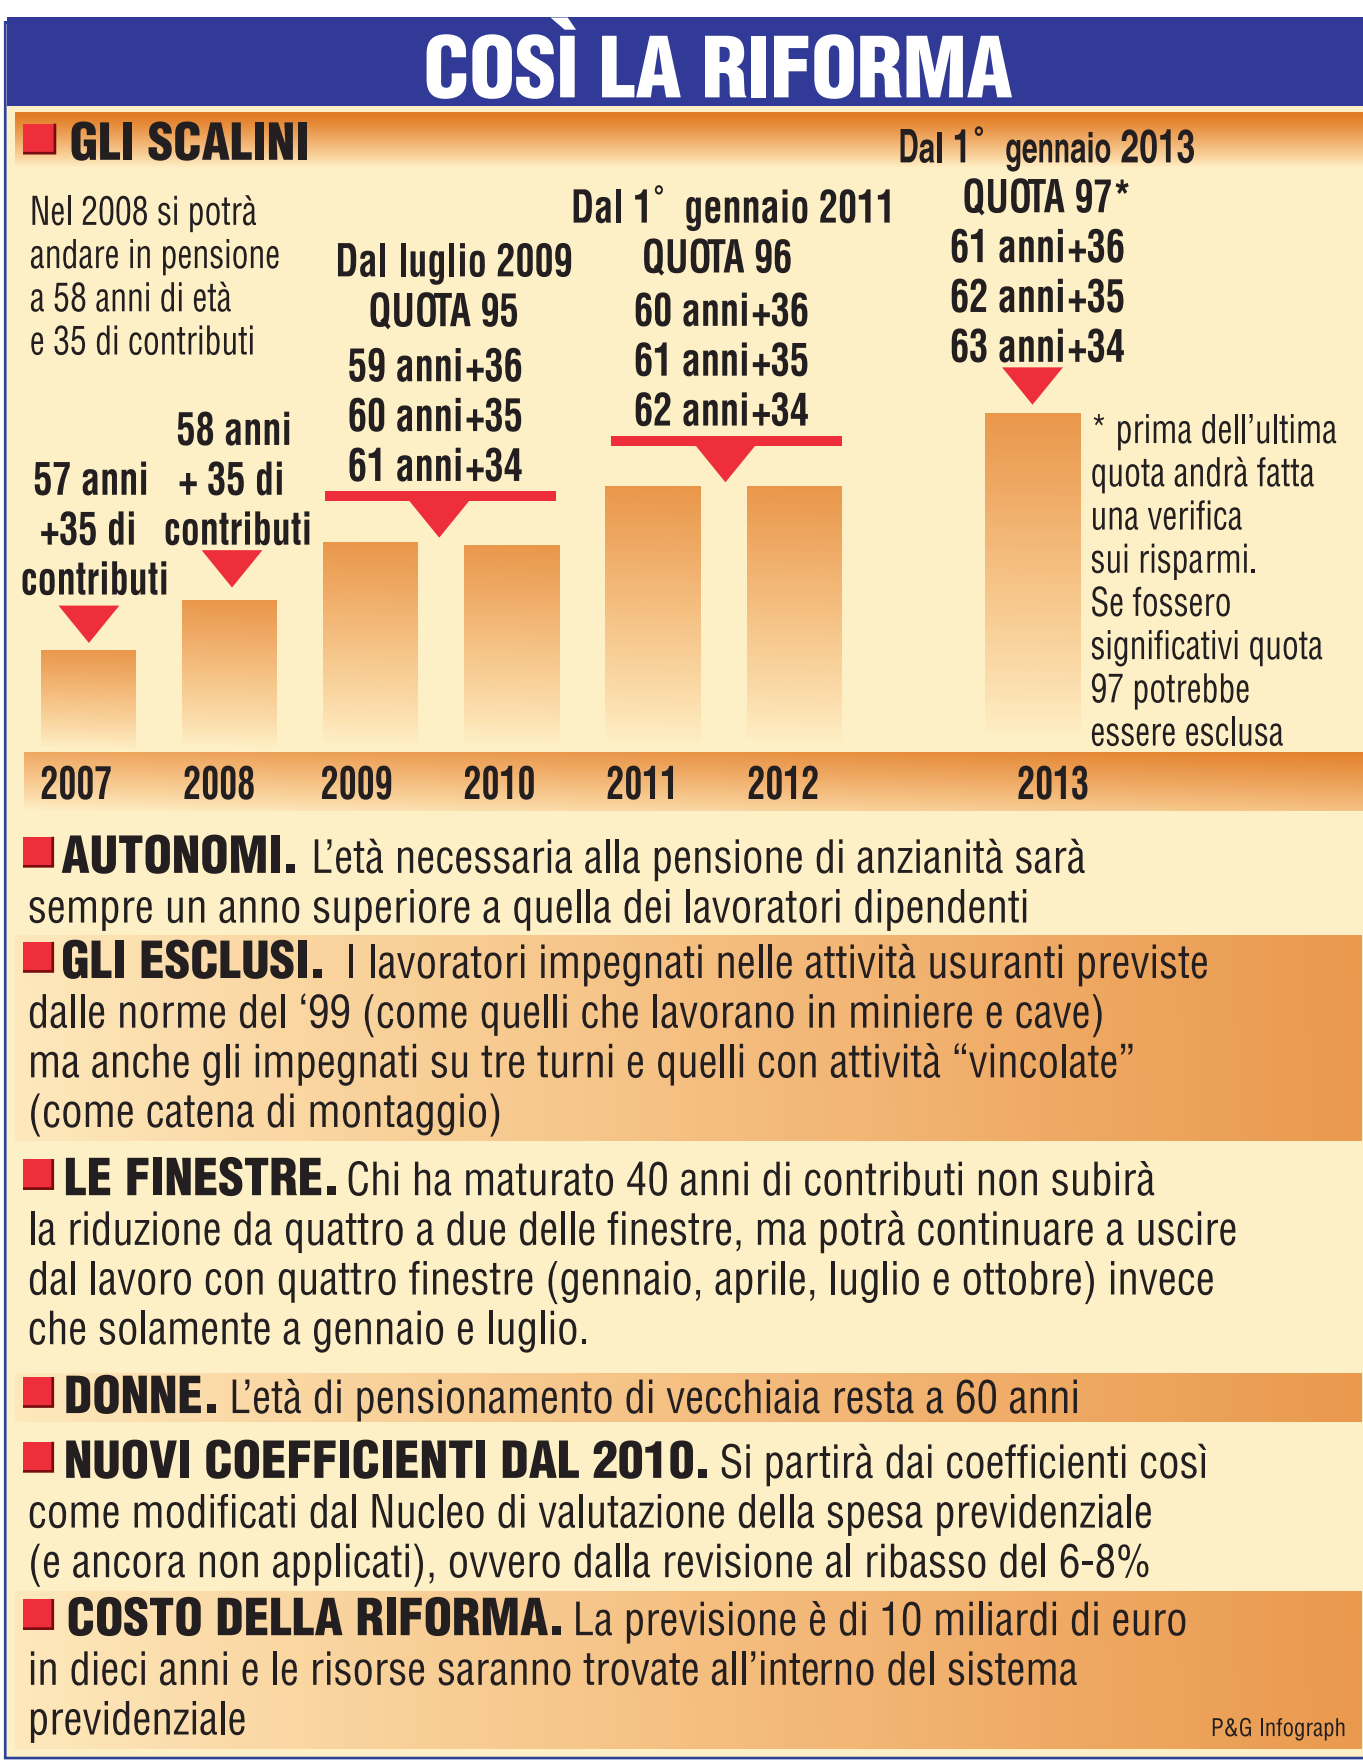 COSÌ LA RIFORMA
GLI SCALINI
Nel 2008 si potrà
andare in pensione
a 58 anni di età
e 35 di contributi
57 anni
+35 di
contributi
58 anni
+ 35 di
contributi
Dal luglio 2009
QUOTA 95
59 anni+36
60 anni+35
61 anni+34
Dal 1° gennaio 2011
QUOTA 96
60 anni+36
61 anni+35
62 anni+34
Dal 1° gennaio 2013
QUOTA 97*
61 anni+36
62 anni+35
63 anni+34
* prima dell'ultima
quota andrà fatta
una verifica
sui risparmi.
Se fossero
significativi quota
97 potrebbe
essere esclusa
2007 2008 2009 2010 2011 2012 2013
AUTONOMI. L'età necessaria alla pensione di anzianità sarà
sempre un anno superiore a quella dei lavoratori dipendenti
GLI ESCLUSI. I lavoratori impegnati nelle attività usuranti previste
dalle norme del ‘99 (come quelli che lavorano in miniere e cave)
ma anche gli impegnati su tre turni e quelli con attività “vincolate”
(come catena di montaggio)
LE FINESTRE. Chi ha maturato 40 anni di contributi non subirà
la riduzione da quattro a due delle finestre, ma potrà continuare a uscire
dal lavoro con quattro finestre (gennaio, aprile, luglio e ottobre) invece
che solamente a gennaio e luglio.
DONNE. L'età di pensionamento di vecchiaia resta a 60 anni
NUOVI COEFFICIENTI DAL 2010. Si partirà dai coefficienti così
come modificati dal Nucleo di valutazione della spesa previdenziale
(e ancora non applicati), ovvero dalla revisione al ribasso del 6-8%
COSTO DELLA RIFORMA. La previsione è di 10 miliardi di euro
in dieci anni e le risorse saranno trovate all'interno del sistema
previdenziale
P&G Infograph